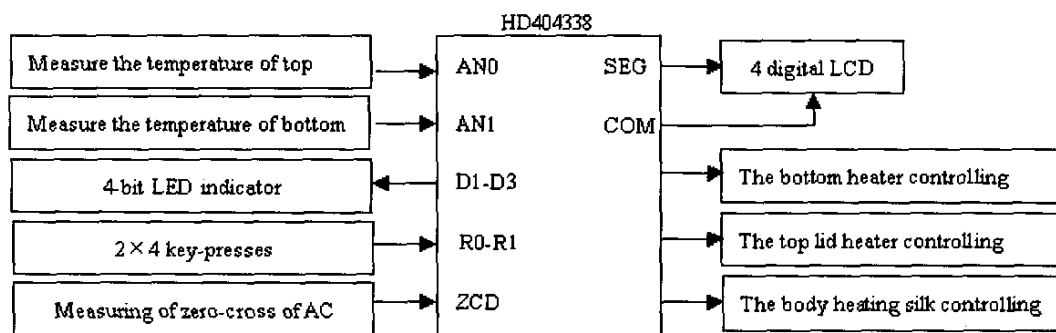 HD404338
Measure the temperature of top
AN0
SEG
4 digital LCD
Measure the temperature of bottom
AN1
COM
4-bit LED indicator
D1-D3
The bottom heater controlling
2×4 key-presses
R0-R1
The top lid heater controlling
Measuring of zero-cross of AC
ZCD
The body heating silk controlling